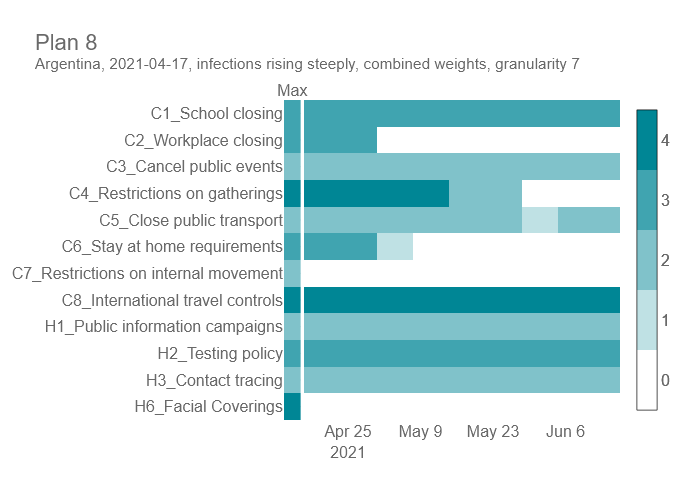 Plan 8
Argentina, 2021-04-17, infections rising steeply, combined weights, granularity 7
Max
C1_School closing
C2_Workplace closing
C3_Cancel public events
C4_Restrictions on gatherings
C5_Close public transport
C6_Stay at home requirements
C7_Restrictions on internal movement
C8_International travel controls
H1_Public information campaigns
H2_Testing policy
H3_Contact tracing
H6_Facial Coverings
Apr 25 May 9 May 23 Jun 6
2021
4
3
2
1
0